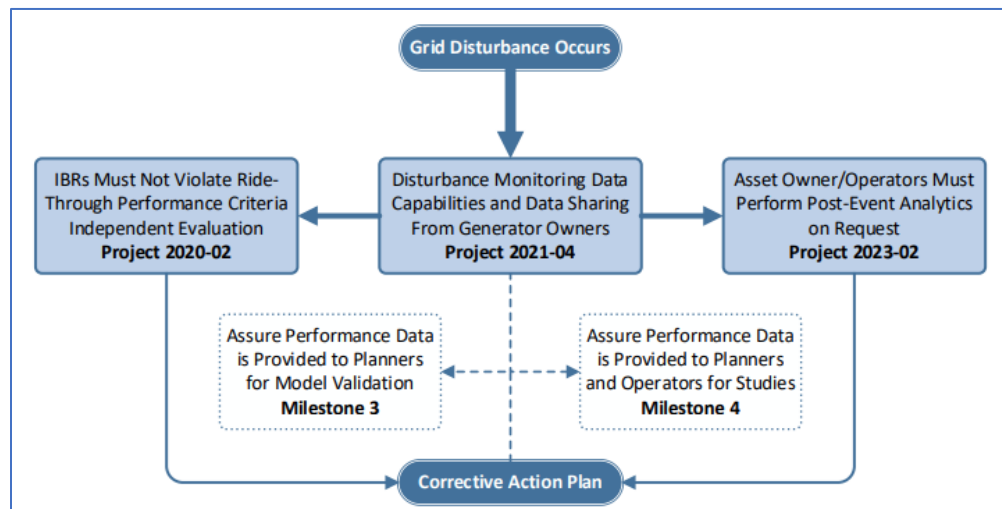 Grid Disturbance Occurs
IBRs Must Not Violate Ride-
Through Performance Criteria
Independent Evaluation
Project 2020-02
Disturbance Monitoring Data
Capabilities and Data Sharing
From Generator Owners
Project 2021-04
Asset Owner/Operators Must
Perform Post-Event Analytics
on Request
Project 2023-02
Assure Performance Data
is Provided to Planners
for Model Validation
Milestone 3
Assure Performance Data
is Provided to Planners
and Operators for Studies
Milestone 4
Corrective Action Plan